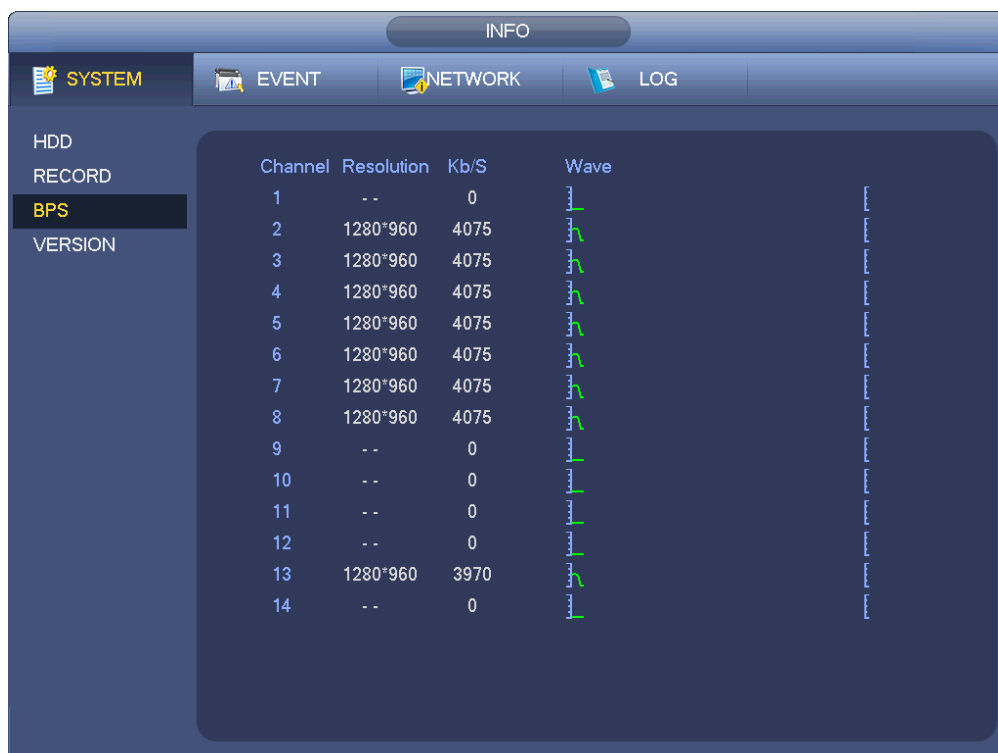 INFO
SYSTEM EVENT NETWORK LOG
HDD
RECORD
BPS
VERSION
Channel Resolution Kb/S Wave
1 - - 0
2 1280*960 4075
3 1280*960 4075
4 1280*960 4075
5 1280*960 4075
6 1280*960 4075
7 1280*960 4075
8 1280*960 4075
9 - - 0
10 - - 0
11 - - 0
12 - - 0
13 1280*960 3970
14 - - 0